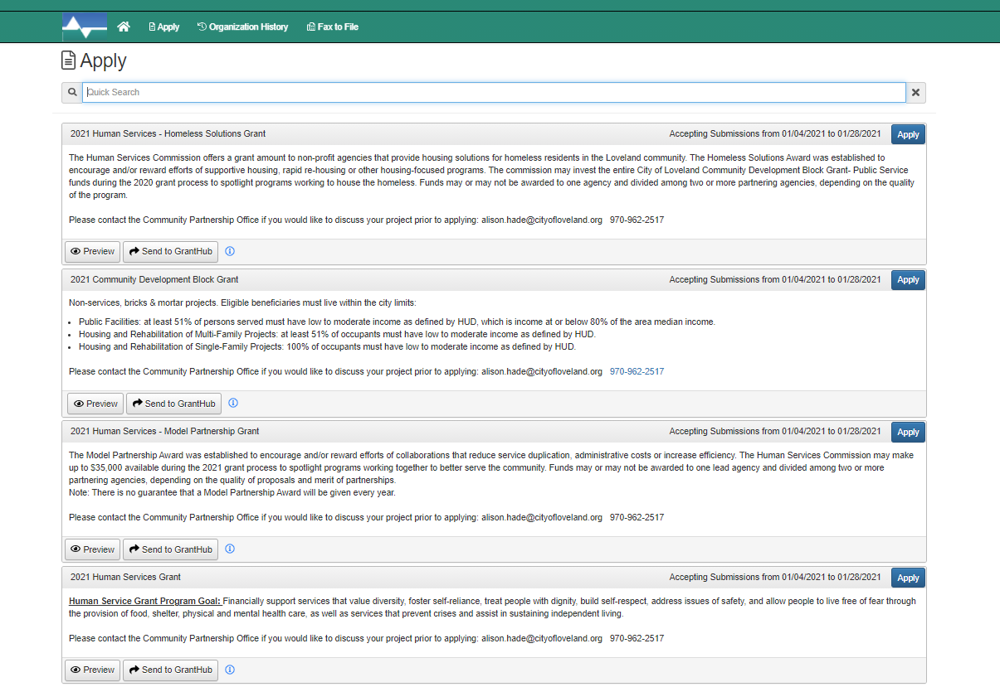 Apply
Organization History
Fax to File
Apply
Quick Search
2021 Human Services - Homeless Solutions Grant
Accepting Submissions from 01/04/2021 to 01/28/2021
Apply
The Human Services Commission offers a grant amount to non-profit agencies that provide housing solutions for homeless residents in the Loveland community. The Homeless Solutions Award was established to
encourage and/or reward efforts of supportive housing, rapid re-housing or other housing-focused programs. The commission may invest the entire City of Loveland Community Development Block Grant- Public Service
funds during the 2020 grant process to spotlight programs working to house the homeless. Funds may or may not be awarded to one agency and divided among two or more partnering agencies, depending on the quality
of the program.
Please contact the Community Partnership Office if you would like to discuss your project prior to applying: alison.hade@cityofloveland.org 970-962-2517
Preview
Send to GrantHub
2021 Community Development Block Grant
Accepting Submissions from 01/04/2021 to 01/28/2021
Apply
Non-services, bricks & mortar projects. Eligible beneficiaries must live within the city limits:
• Public Facilities: at least 51% of persons served must have low to moderate income as defined by HUD, which is income at or below 80% of the area median income.
• Housing and Rehabilitation of Multi-Family Projects: at least 51% of occupants must have low to moderate income as defined by HUD.
• Housing and Rehabilitation of Single-Family Projects: 100% of occupants must have low to moderate income as defined by HUD.
Please contact the Community Partnership Office if you would like to discuss your project prior to applying: alison.hade@cityofloveland.org 970-962-2517
Preview
Send to GrantHub
2021 Human Services - Model Partnership Grant
Accepting Submissions from 01/04/2021 to 01/28/2021
Apply
The Model Partnership Award was established to encourage and/or reward efforts of collaborations that reduce service duplication, administrative costs or increase efficiency. The Human Services Commission may make
up to $35,000 available during the 2021 grant process to spotlight programs working together to better serve the community. Funds may or may not be awarded to one lead agency and divided among two or more
partnering agencies, depending on the quality of proposals and merit of partnerships.
Note: There is no guarantee that a Model Partnership Award will be given every year.
Please contact the Community Partnership Office if you would like to discuss your project prior to applying: alison.hade@cityofloveland.org 970-962-2517
Preview
Send to GrantHub
2021 Human Services Grant
Accepting Submissions from 01/04/2021 to 01/28/2021
Apply
Human Service Grant Program Goal: Financially support services that value diversity, foster self-reliance, treat people with dignity, build self-respect, address issues of safety, and allow people to live free of fear through
the provision of food, shelter, physical and mental health care, as well as services that prevent crises and assist in sustaining independent living.
Please contact the Community Partnership Office if you would like to discuss your project prior to applying: alison.hade@cityofloveland.org 970-962-2517
Preview
Send to GrantHub